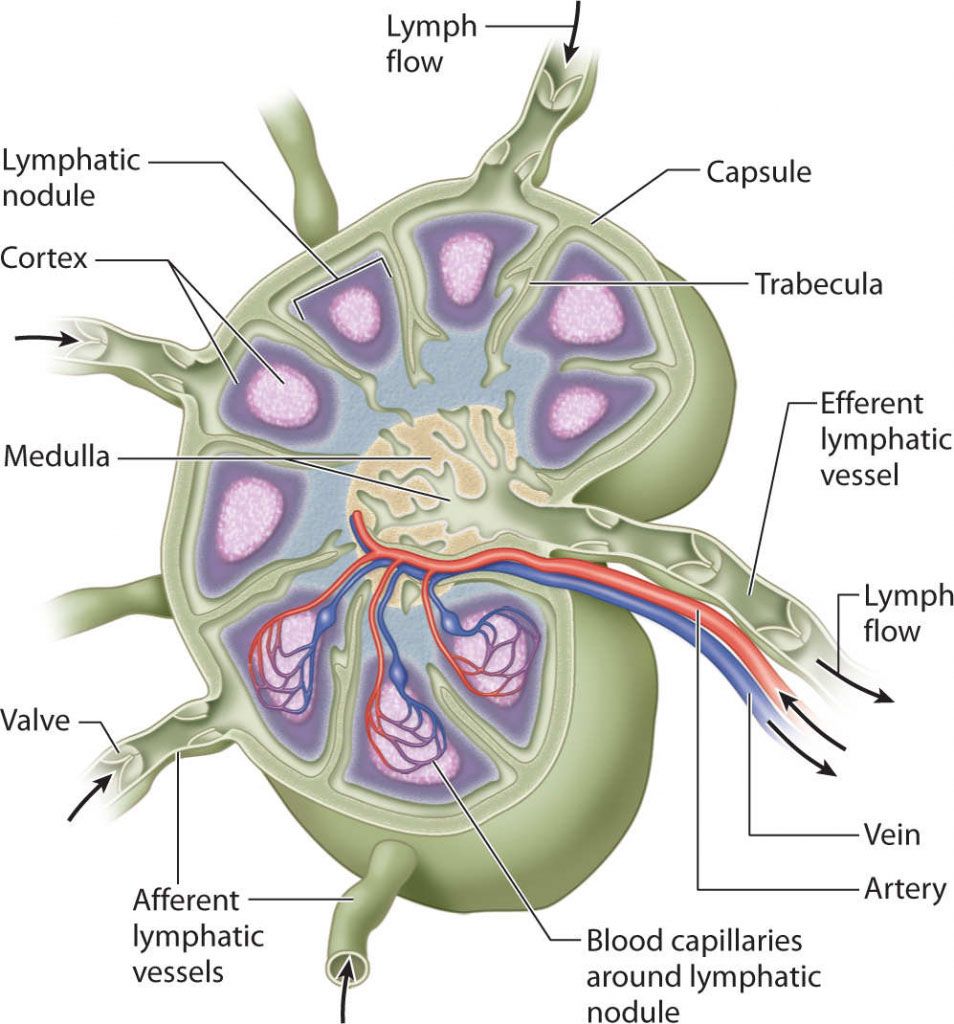 Lymph
flow
Lymphatic
nodule
Capsule
Cortex
Trabecula
Efferent
lymphatic
vessel
Medulla
Lymph
flow
Valve
Vein
Artery
Afferent
lymphatic
vessels
Blood capillaries
around lymphatic
nodule